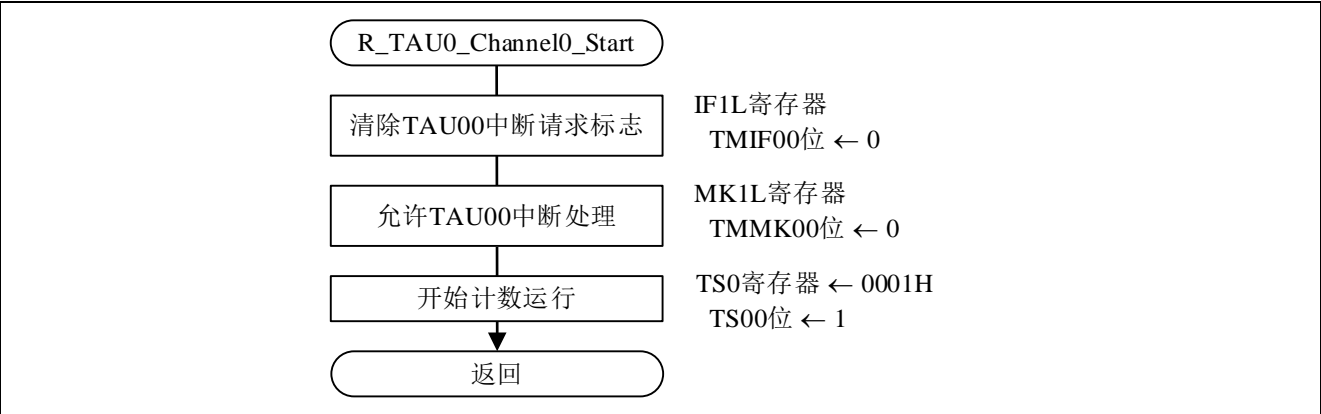 R_TAU0_Channel0_Start
清除TAU00中断请求标志
IF1L寄存器
TMIF00位 ← 0
允许TAU00中断处理
MK1L寄存器
TMMK00位 ← 0
开始计数运行
TS0寄存器 ← 0001H
TS00位 ← 1
返回